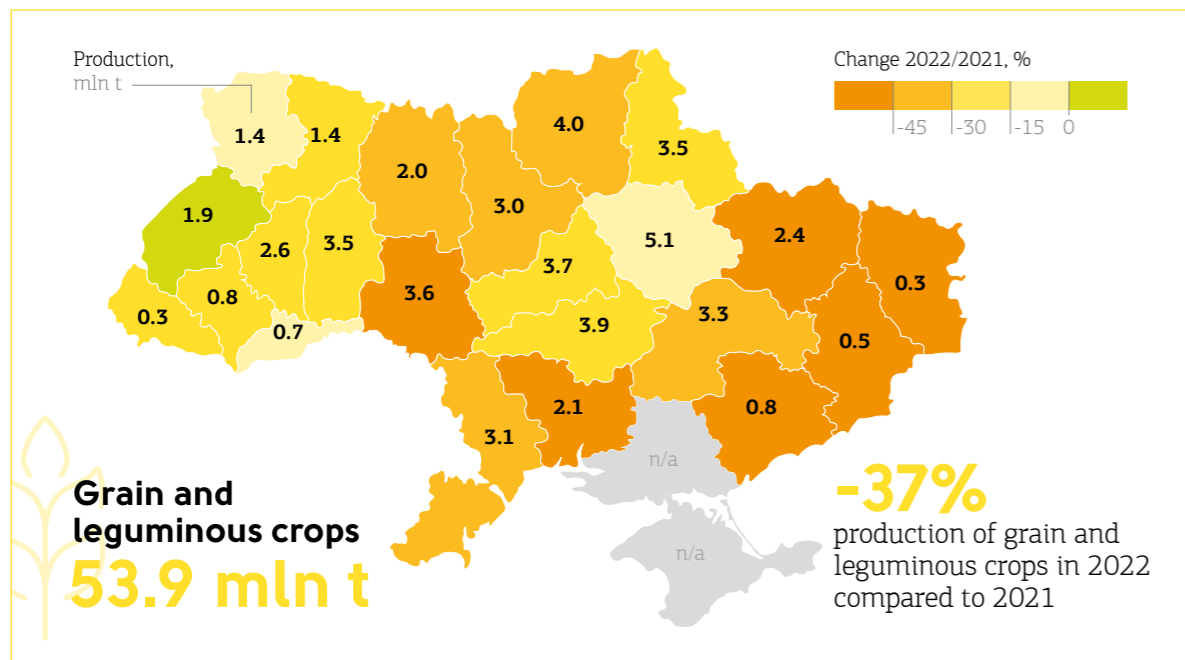 Production,
mln t
Change 2022/2021, %
-45 -30 -15 0
1.4
1.4
2.0
4.0
3.5
1.9
2.6
3.5
3.0
5.1
2.4
0.3
0.3
0.8
0.7
3.6
3.7
3.9
3.3
0.5
3.1
2.1
0.8
n/a
n/a
Grain and
leguminous crops
53.9 mln t
-37%
production of grain and
leguminous crops in 2022
compared to 2021